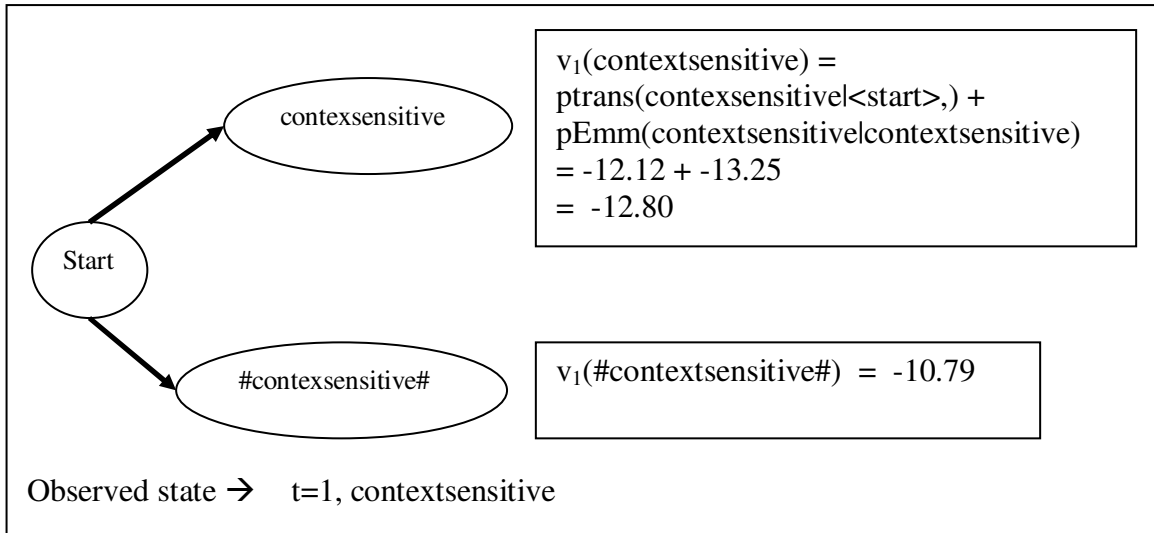 contexsensitive
v₁(contextsensitive) =
ptrans(contexsensitive|<start>,) +
pEmm(contextsensitive|contextsensitive)
= -12.12 + -13.25
= -12.80
Start
#contexsensitive#
v₁(#contextsensitive#) = -10.79
Observed state → t=1, contextsensitive